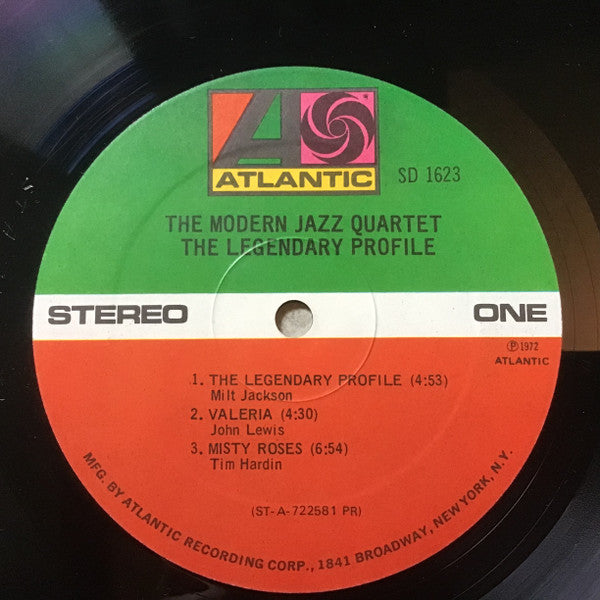 ATLANTIC
SD 1623
THE MODERN JAZZ QUARTET
THE LEGENDARY PROFILE
STEREO
ONE
Ⓟ1972
ATLANTIC
1. THE LEGENDARY PROFILE (4:53)
Milt Jackson
2. VALERIA (4:30)
John Lewis
3. MISTY ROSES (6:54)
Tim Hardin
(ST-A-722581 PR)
MFG. BY ATLANTIC RECORDING CORP., 1841 BROADWAY, NEW YORK, N.Y.